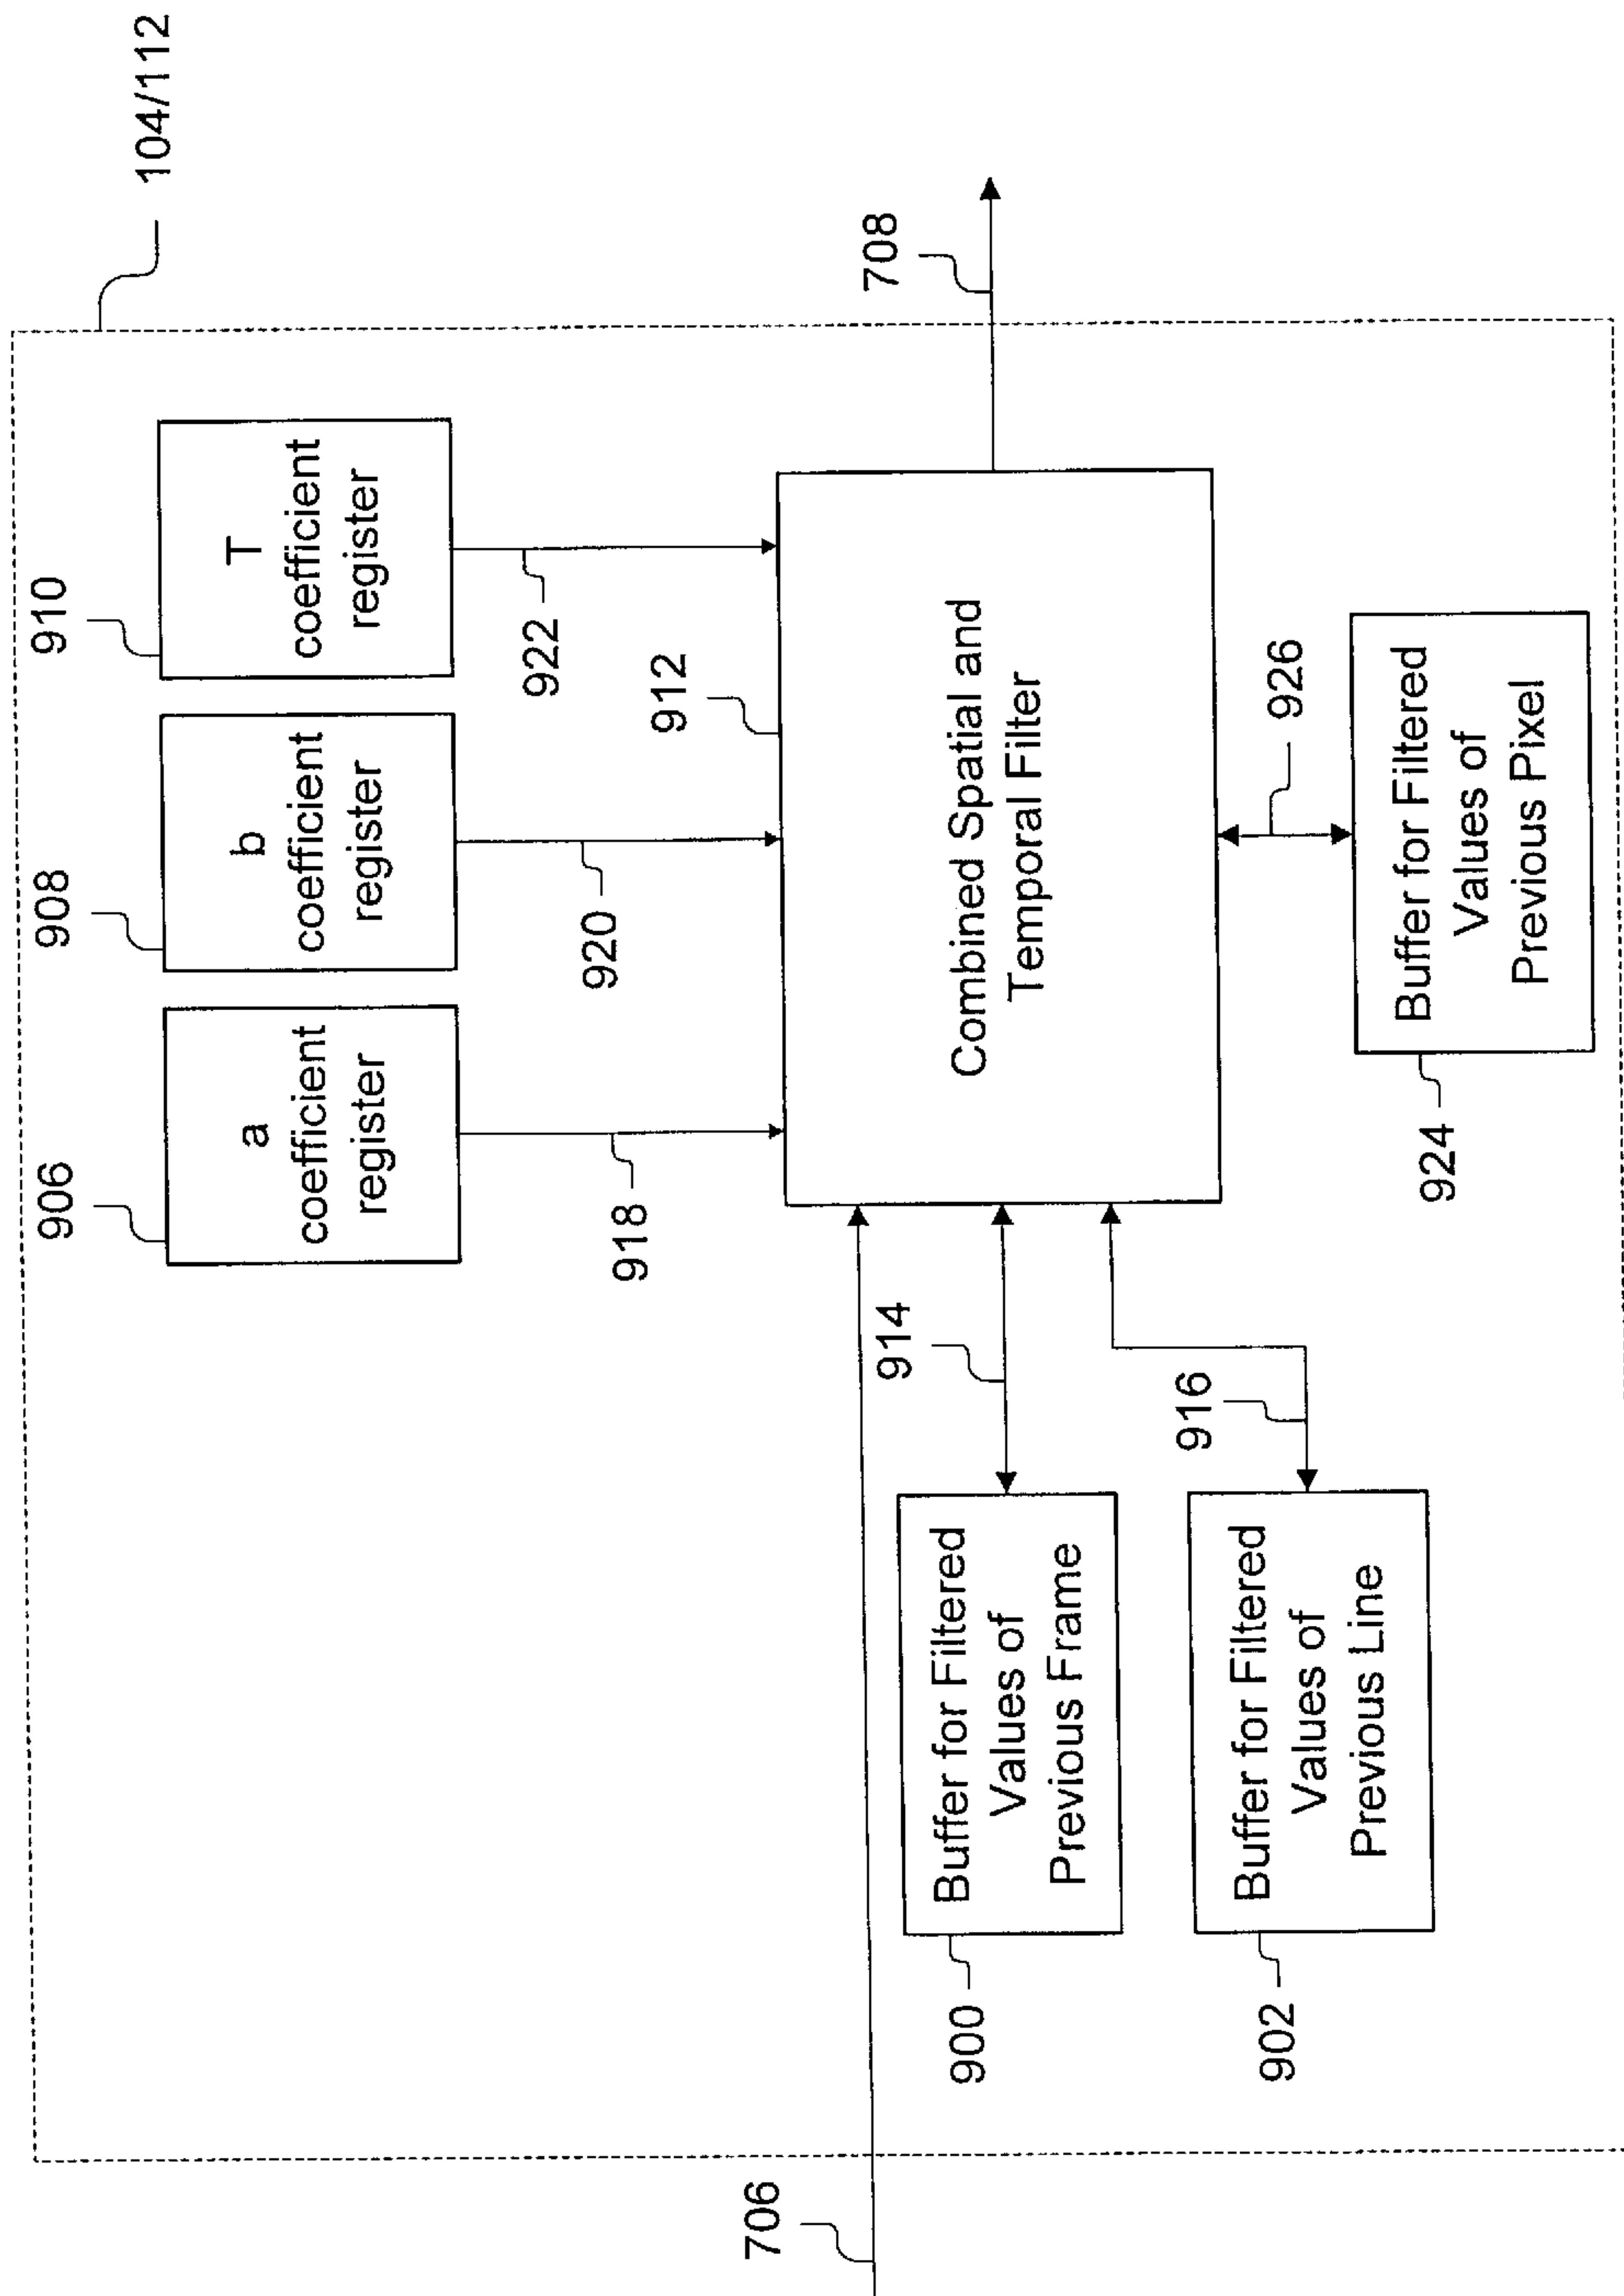 104/112
906
a
coefficient
register
908
b
coefficient
register
910
T
coefficient
register
918
920
922
912
706
708
Combined Spatial and
Temporal Filter
914
900
Buffer for Filtered
Values of
Previous Frame
916
902
Buffer for Filtered
Values of
Previous Line
926
924
Buffer for Filtered
Values of
Previous Pixel